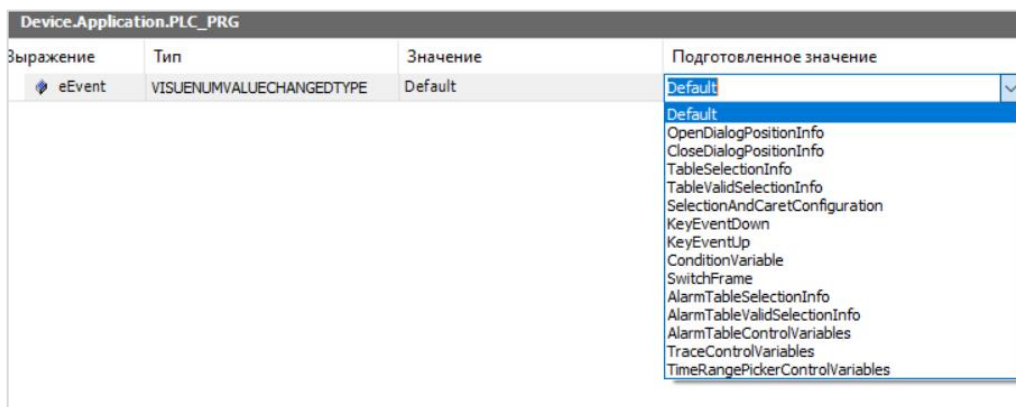 Device.Application.PLC_PRG
Выражение Тип Значение Подготовленное значение
eEvent VISUENUMVALUECHANGEDTYPE Default Default
Default
OpenDialogPositionInfo
CloseDialogPositionInfo
TableSelectionInfo
TableValidSelectionInfo
SelectionAndCaretConfiguration
KeyEventDown
KeyEventUp
ConditionVariable
SwitchFrame
AlarmTableSelectionInfo
AlarmTableValidSelectionInfo
AlarmTableControlVariables
TraceControlVariables
TimeRangePickerControlVariables